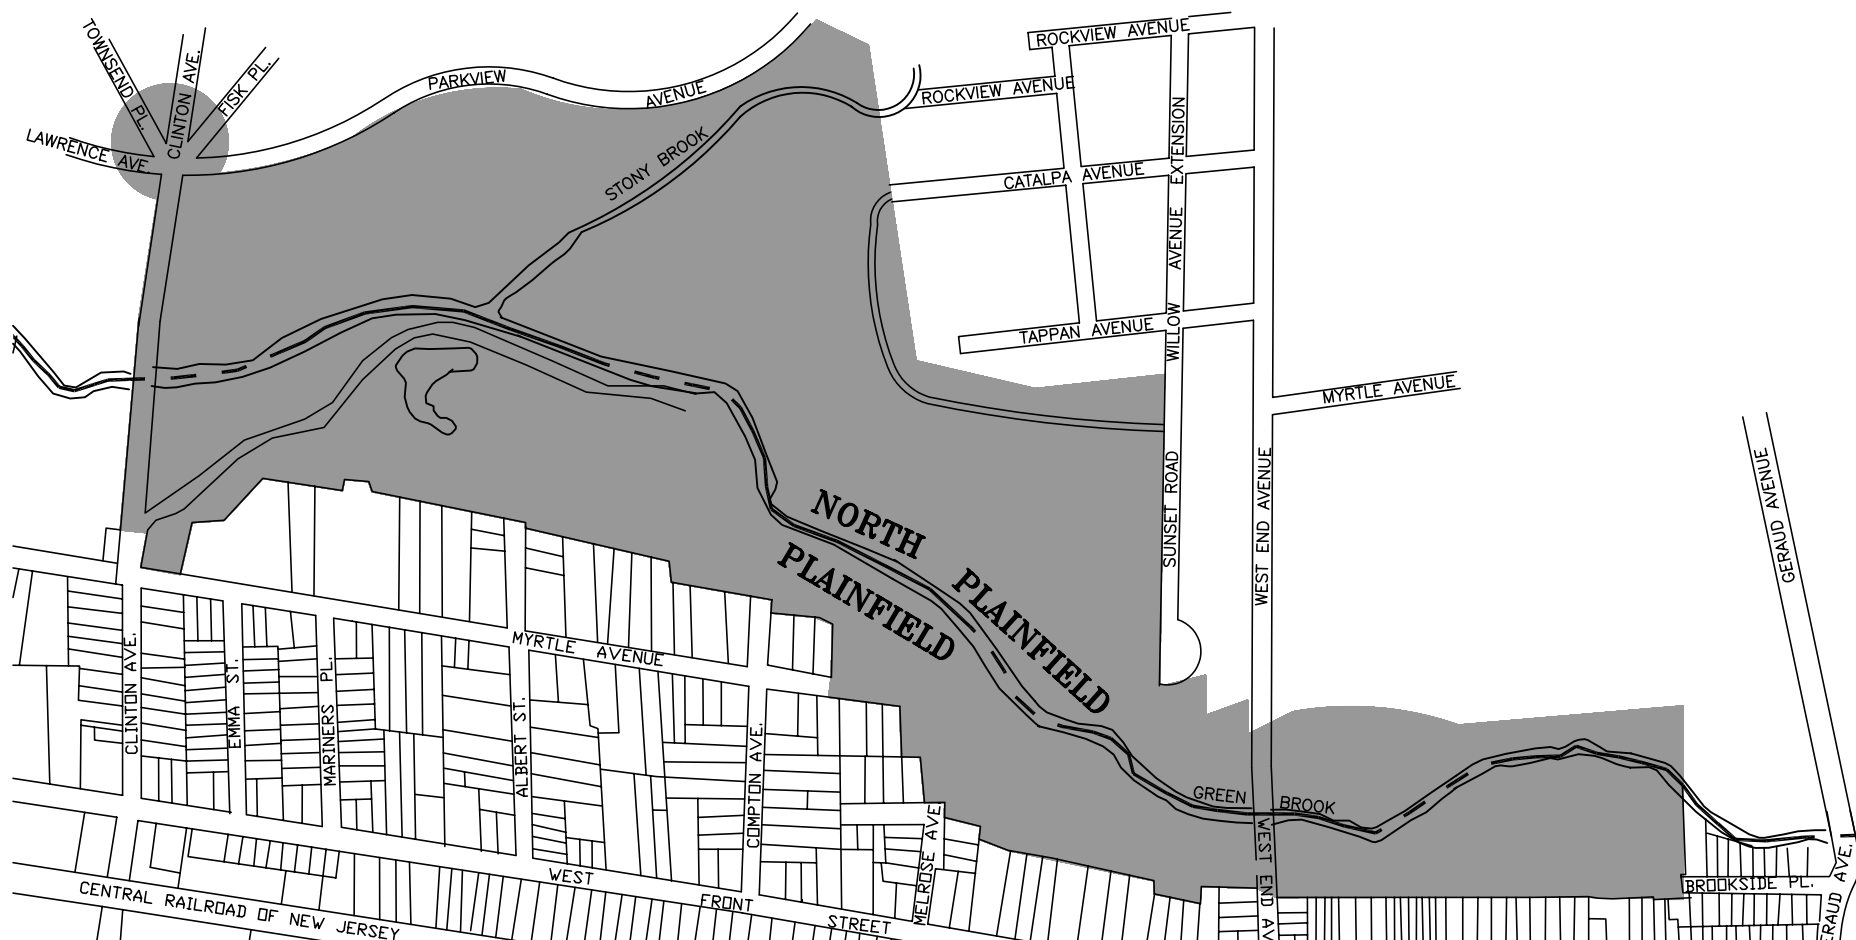 TOWNSEND PL.
CLINTON AVE.
FISK PL.
LAWRENCE AVE.
PARKVIEW
AVENUE
STONY BROOK
ROCKVIEW AVENUE
ROCKVIEW AVENUE
WILLOW AVENUE EXTENSION
CATALPA AVENUE
TAPPAN AVENUE
MYRTLE AVENUE
SUNSET ROAD
WEST END AVENUE
GERAUD AVENUE
NORTH PLAINFIELD
PLAINFIELD
MYRTLE AVENUE
CLINTON AVE.
EMMA ST.
MARINERS PL.
ALBERT ST.
COMPTON AVE.
MELROSE AVE
GREEN BROOK
WEST END AV
BROOKSIDE PL.
ERAUD AVE.
WEST FRONT STREET
CENTRAL RAILROAD OF NEW JERSEY